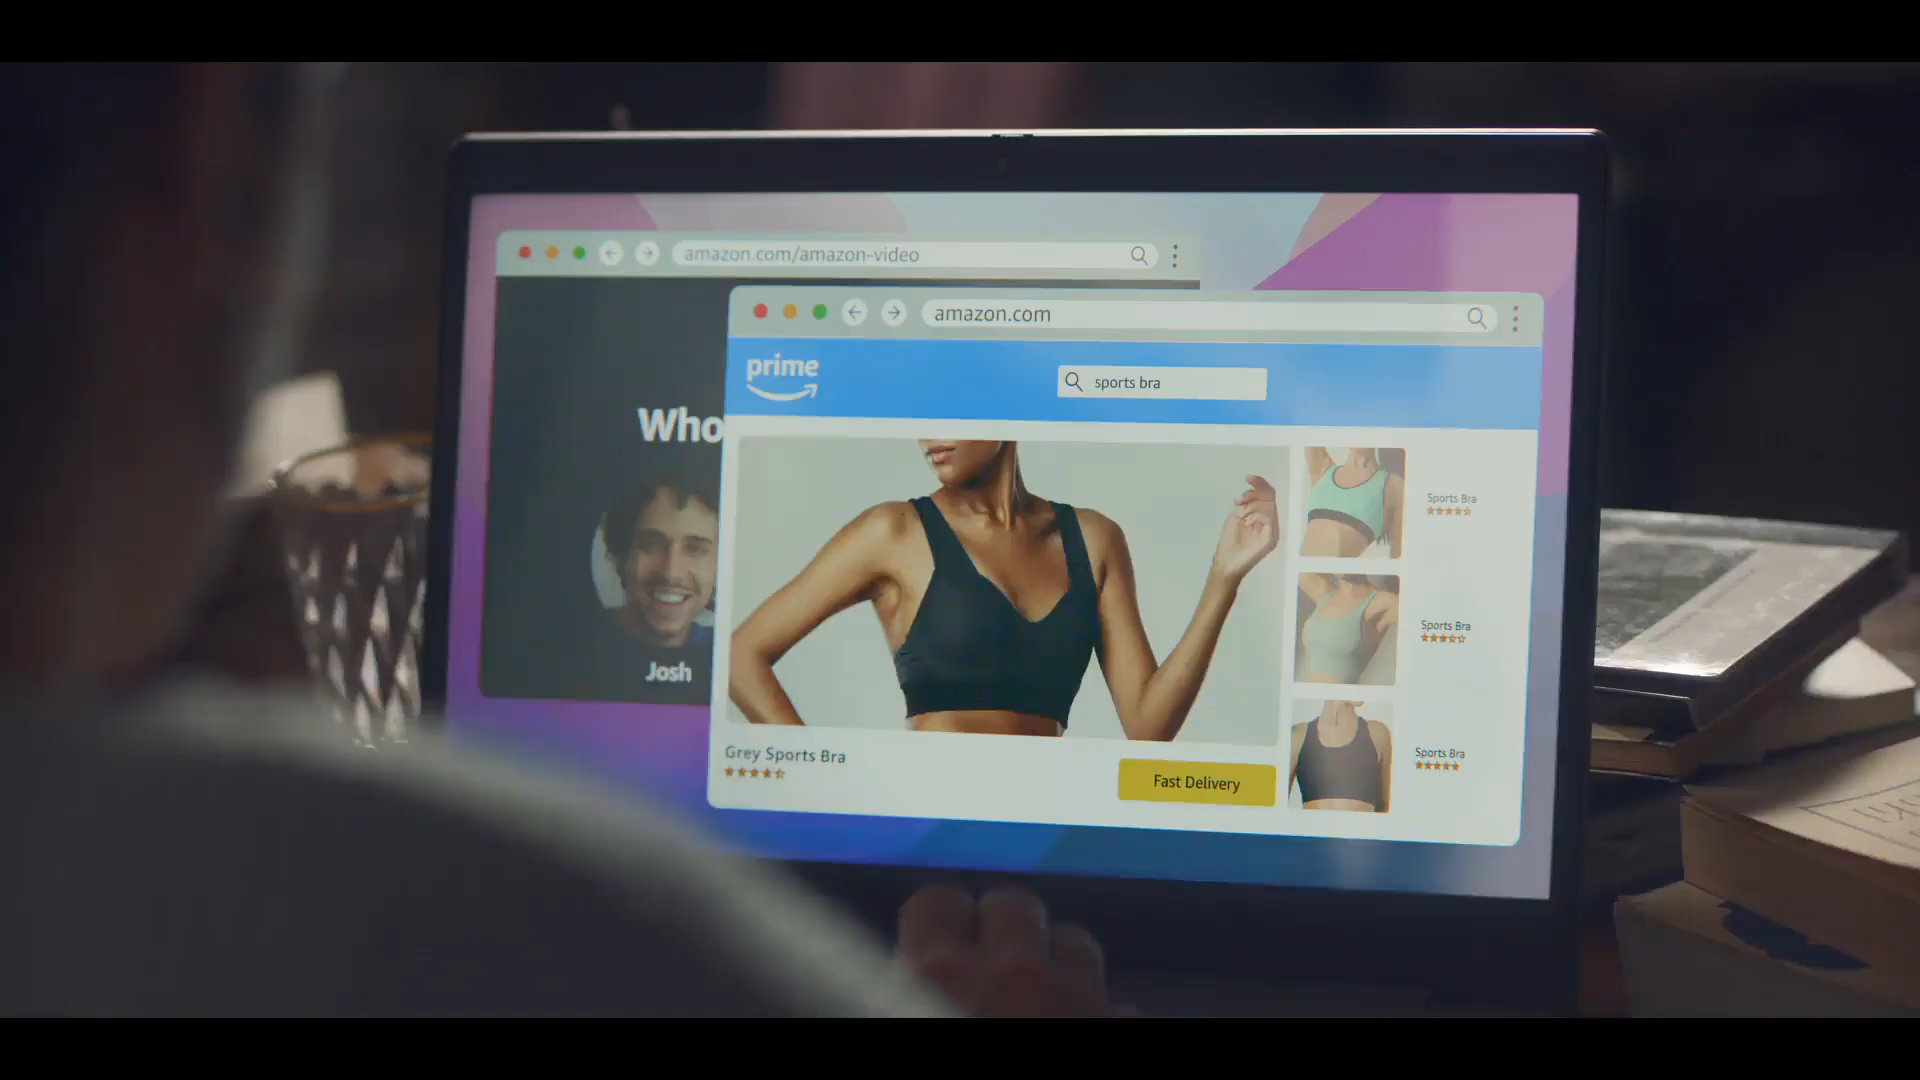 amazon.com/amazon-video
amazon.com
prime
sports bra
Who
Josh
Sports Bra
Sports Bra
Sports Bra
Grey Sports Bra
Fast Delivery